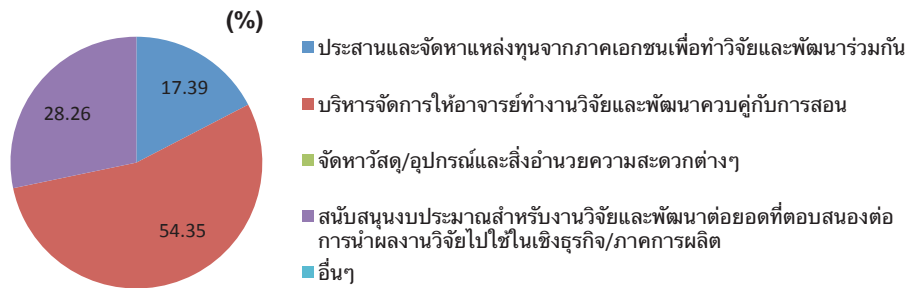 (%)
17.39
28.26
54.35
ประสานและจัดหาแหล่งทุนจากภาคเอกชนเพื่อทำวิจัยและพัฒนาร่วมกัน
บริหารจัดการให้อาจารย์ทำงานวิจัยและพัฒนาควบคู่กับการสอน
จัดหาวัสดุ/อุปกรณ์และสิ่งอำนวยความสะดวกต่างๆ
สนับสนุนงบประมาณสำหรับงานวิจัยและพัฒนาต่อยอดที่ตอบสนองต่อ
การนำผลงานวิจัยไปใช้ในเชิงธุรกิจ/ภาคการผลิต
อื่นๆ